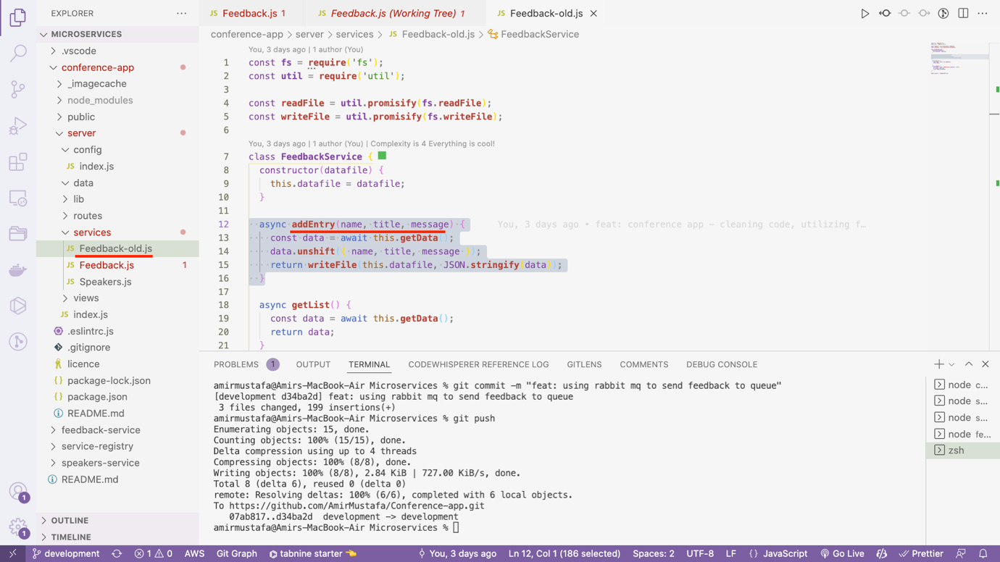 EXPLORER
MICROSERVICES
.vscode
conference-app
_imagecache
node_modules
public
server
config
JS index.js
data
lib
routes
services
JS Feedback-old.js
JS Feedback.js 1
JS Speakers.js
views
JS index.js
.eslintrc.js
.gitignore
licence
{} package-lock.json
{} package.json
README.md
feedback-service
service-registry
speakers-service
README.md
OUTLINE
TIMELINE
1
1
JS Feedback.js 1
JS Feedback.js (Working Tree) 1
JS Feedback-old.js
conference-app > server > services > JS Feedback-old.js > FeedbackService
You, 3 days ago | 1 author (You)
1 const fs = require('fs');
2 const util = require('util');
3
4 const readFile = util.promisify(fs.readFile);
5 const writeFile = util.promisify(fs.writeFile);
6
You, 3 days ago | 1 author (You) | Complexity is 4 Everything is cool!
7 class FeedbackService {
8 constructor(datafile) {
9 this.datafile = datafile;
10 }
11
12 async addEntry(name, title, message) { You, 3 days ago • feat: conference app - cleaning code, utilizing f…
13 const data = await this.getData();
14 data.unshift({ name, title, message });
15 return writeFile(this.datafile, JSON.stringify(data));
16 }
17
18 async getList() {
19 const data = await this.getData();
20 return data;
21 }
PROBLEMS 1 OUTPUT TERMINAL CODEWHISPERER REFERENCE LOG GITLENS COMMENTS DEBUG CONSOLE
amirmustafa@Amirs-MacBook-Air Microservices % git commit -m "feat: using rabbit mq to send feedback to queue"
[development d34ba2d] feat: using rabbit mq to send feedback to queue
3 files changed, 199 insertions(+)
amirmustafa@Amirs-MacBook-Air Microservices % git push
Enumerating objects: 15, done.
Counting objects: 100% (15/15), done.
Delta compression using up to 4 threads
Compressing objects: 100% (8/8), done.
Writing objects: 100% (8/8), 2.84 KiB | 727.00 KiB/s, done.
Total 8 (delta 6), reused 0 (delta 0)
remote: Resolving deltas: 100% (6/6), completed with 6 local objects.
To https://github.com/AmirMustafa/Conference-app.git
07ab817..d34ba2d development -> development
amirmustafa@Amirs-MacBook-Air Microservices %
node c...
node s...
node s...
node fe...
zsh
development 1 0 AWS Git Graph tabnine starter You, 3 days ago Ln 12, Col 1 (186 selected) Spaces: 2 UTF-8 LF {} JavaScript Go Live Prettier